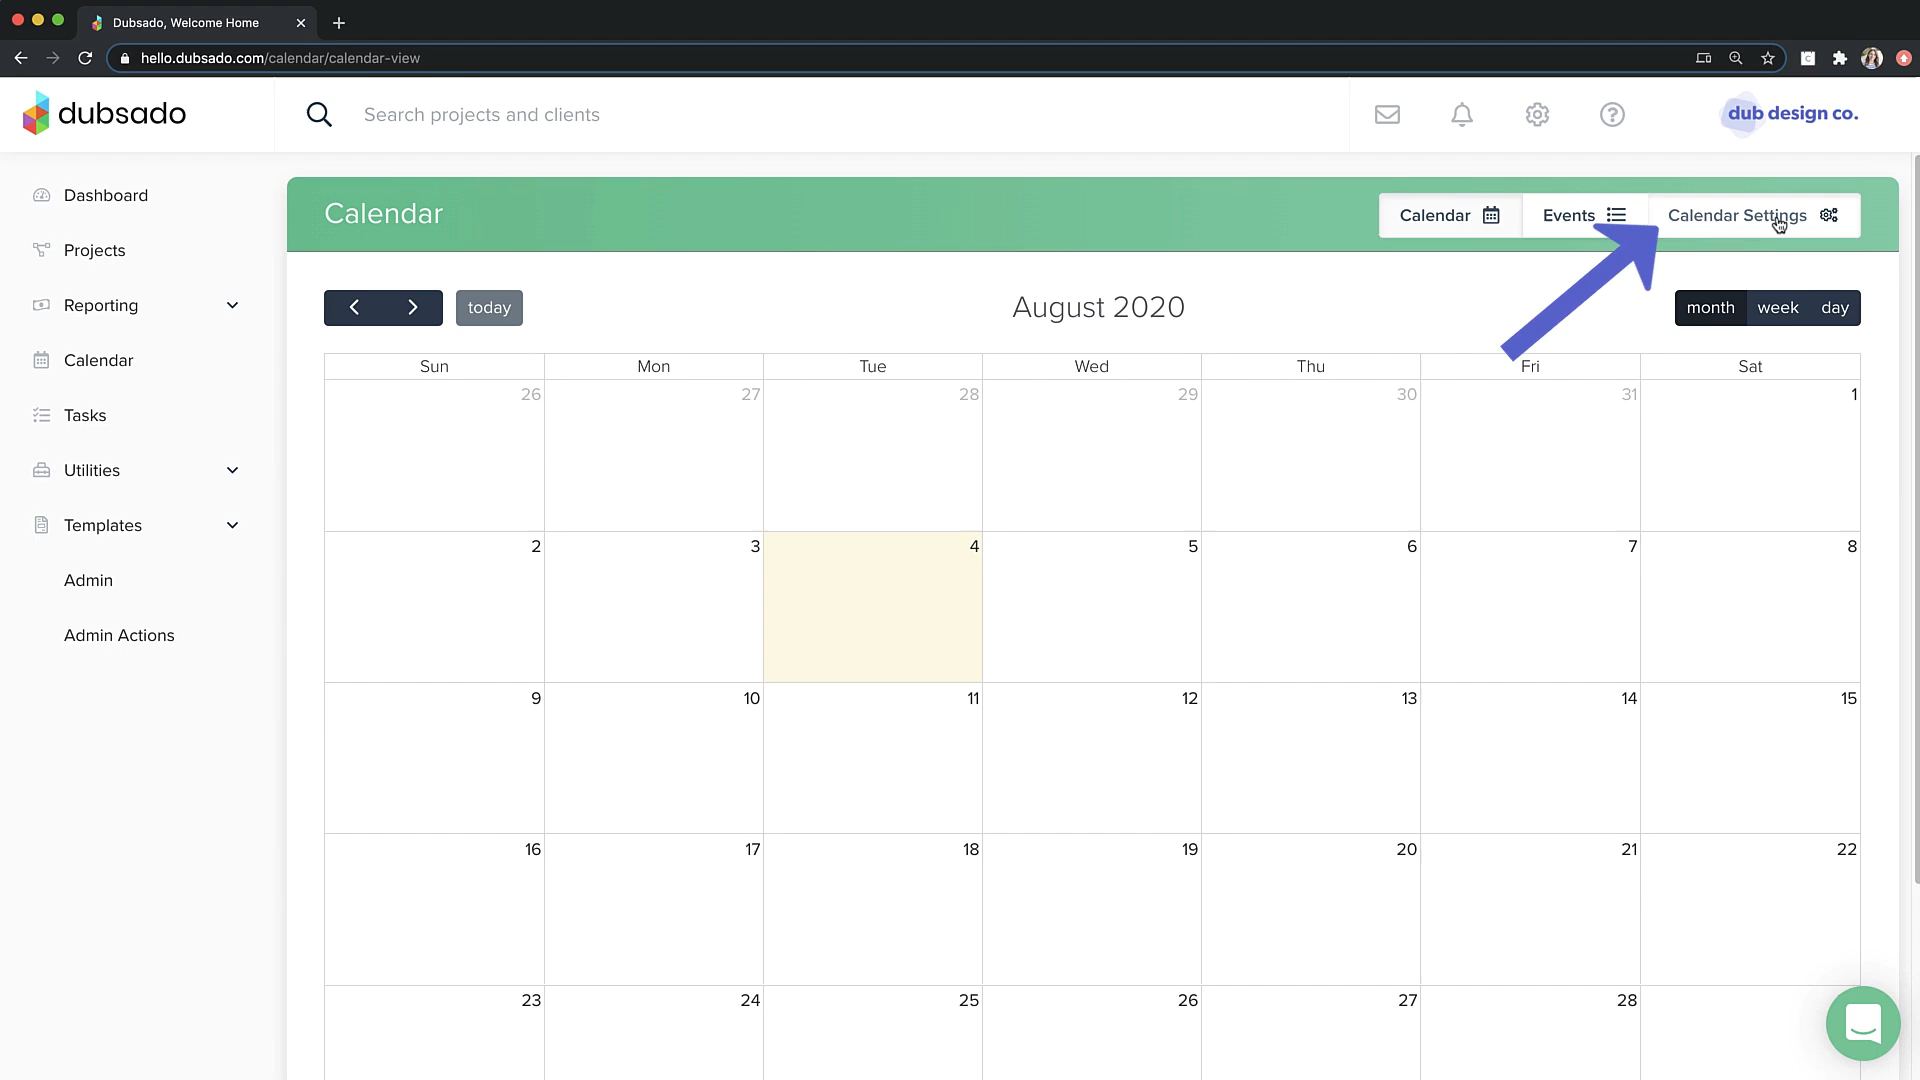 Dubsado, Welcome Home
hello.dubsado.com/calendar/calendar-view
dubsado
Search projects and clients
dub design co.
Dashboard
Projects
Reporting
Calendar
Tasks
Utilities
Templates
Admin
Admin Actions
Calendar
Calendar
Events
Calendar Settings
today
August 2020
month week day
Sun Mon Tue Wed Thu Fri Sat
26 27 28 29 30 31 1
2 3 4 5 6 7 8
9 10 11 12 13 14 15
16 17 18 19 20 21 22
23 24 25 26 27 28